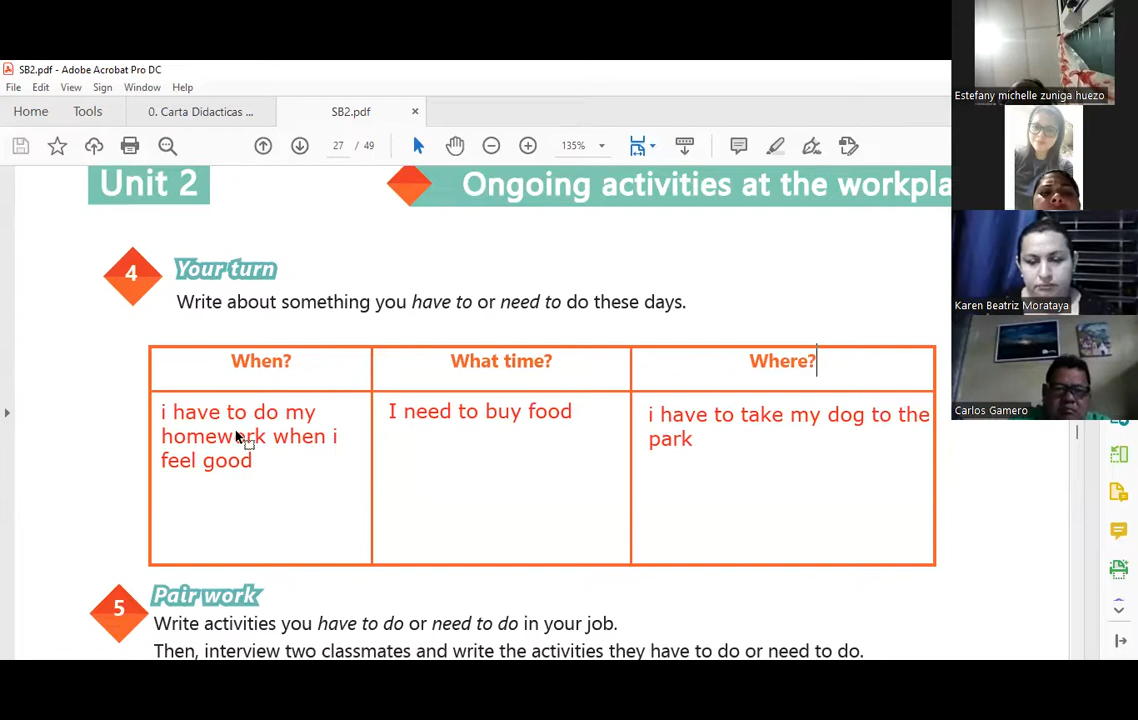 SB2.pdf - Adobe Acrobat Pro DC
File Edit View Sign Window Help
Home Tools 0. Carta Didacticas ... SB2.pdf ×
27 / 49 135%
Unit 2 Ongoing activities at the workpla
4 Your turn
Write about something you have to or need to do these days.
When? What time? Where?
i have to do my
homework when i
feel good
I need to buy food
i have to take my dog to the
park
5 Pair work
Write activities you have to do or need to do in your job.
Then, interview two classmates and write the activities they have to do or need to do.
Estefany michelle zuniga huezo
Karen Beatriz Morataya
Carlos Gamero